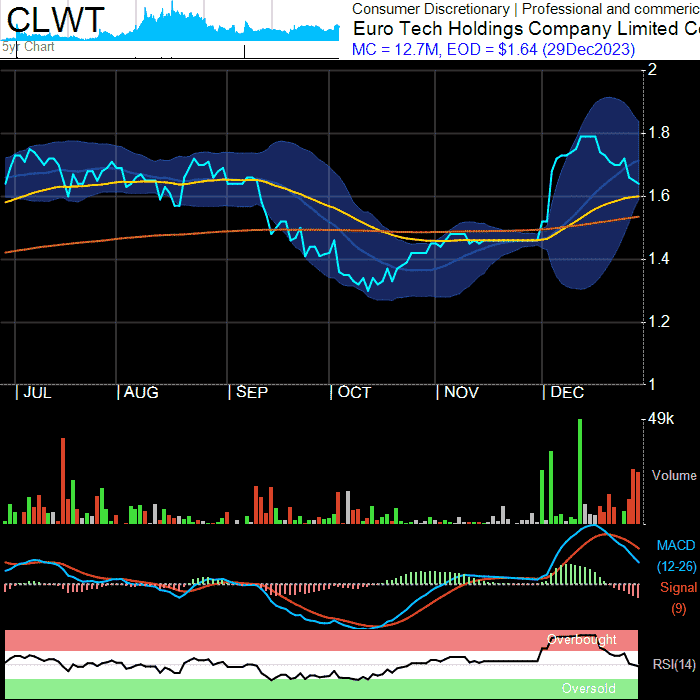 CLWT
5yr Chart
Consumer Discretionary | Professional and commeric
Euro Tech Holdings Company Limited Co
MC = 12.7M, EOD = $1.64 (29Dec2023)
2
1.8
1.6
1.4
1.2
1
| JUL | AUG | SEP | OCT | NOV | DEC
49k
Volume
MACD
(12-26)
Signal
(9)
Overbought
RSI(14)
Oversold